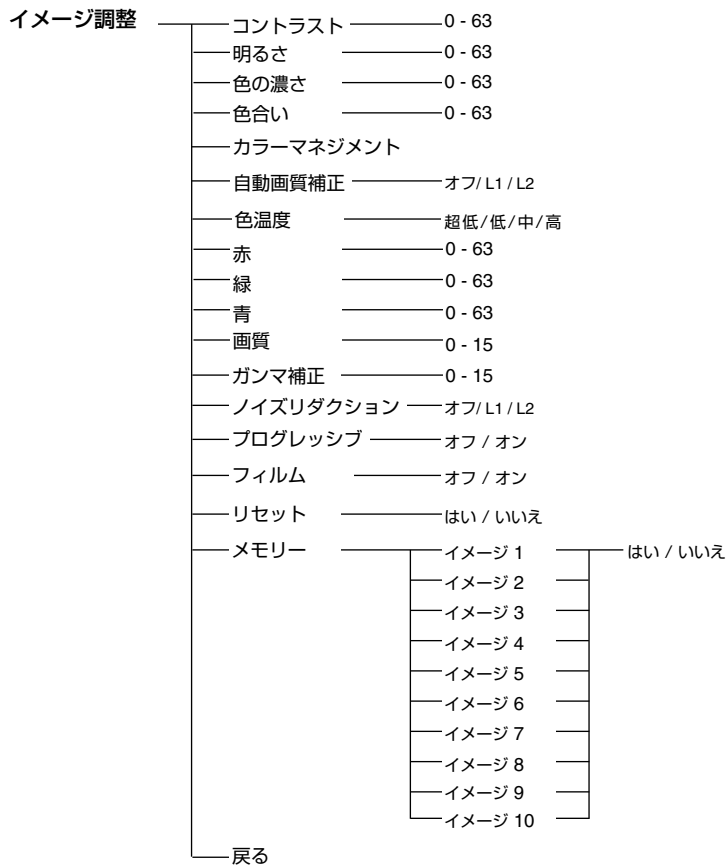 イメージ調整
コントラスト 0 - 63
明るさ 0 - 63
色の濃さ 0 - 63
色合い 0 - 63
カラーマネジメント
自動画質補正 オフ/ L1 / L2
色温度 超低/低/中/高
赤 0 - 63
緑 0 - 63
青 0 - 63
画質 0 - 15
ガンマ補正 0 - 15
ノイズリダクション オフ/ L1 / L2
プログレッシブ オフ / オン
フィルム オフ / オン
リセット はい / いいえ
メモリー イメージ 1 はい / いいえ
イメージ 2
イメージ 3
イメージ 4
イメージ 5
イメージ 6
イメージ 7
イメージ 8
イメージ 9
イメージ 10
戻る